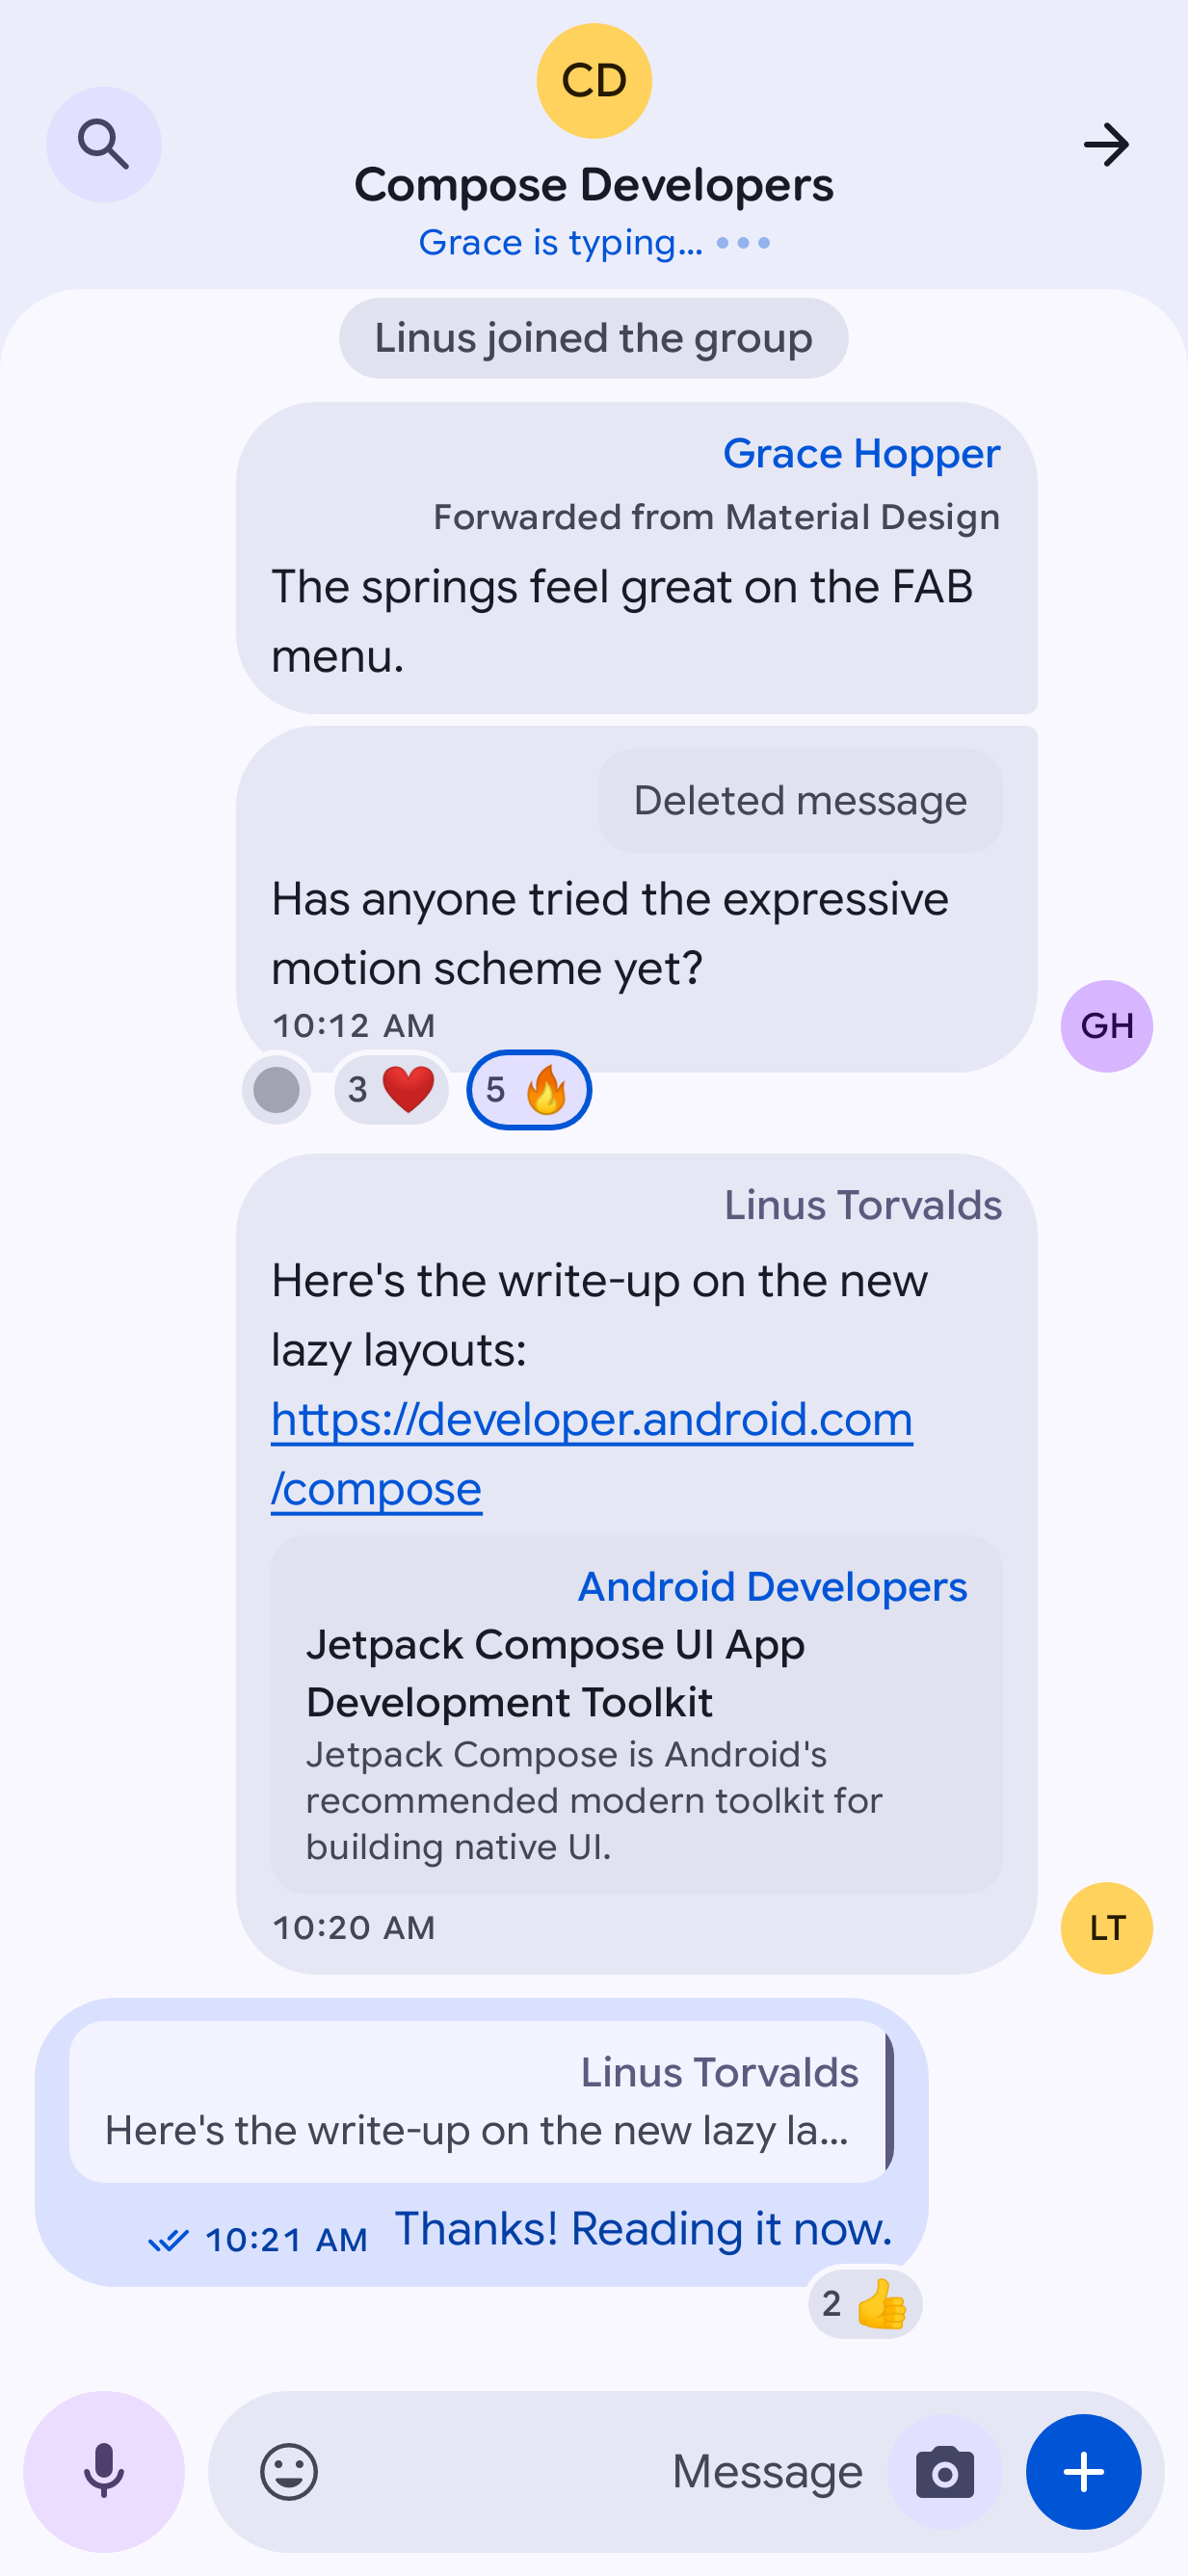 CD
Compose Developers
Grace is typing...
Linus joined the group
Grace Hopper
Forwarded from Material Design
The springs feel great on the FAB
menu.
Deleted message
Has anyone tried the expressive
motion scheme yet?
10:12 AM
GH
3 ❤️
5 🔥
Linus Torvalds
Here's the write-up on the new
lazy layouts:
https://developer.android.com
/compose
Android Developers
Jetpack Compose UI App
Development Toolkit
Jetpack Compose is Android's
recommended modern toolkit for
building native UI.
10:20 AM
LT
Linus Torvalds
Here's the write-up on the new lazy la...
Thanks! Reading it now.
10:21 AM
2 👍
Message